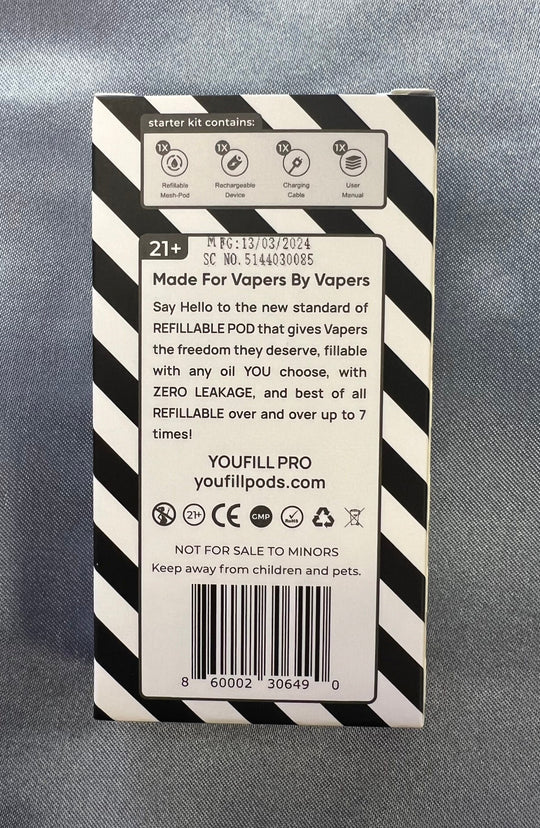 starter kit contains:
1X 1X 1X 1X
Refillable Rechargeable Charging User
Mesh-Pod Device Cable Manual
21+
MFG:13/03/2024
SC NO. 5144030085
Made For Vapers By Vapers
Say Hello to the new standard of
REFILLABLE POD that gives Vapers
the freedom they deserve, fillable
with any oil YOU choose, with
ZERO LEAKAGE, and best of all
REFILLABLE over and over up to 7
times!
YOUFILL PRO
youfillpods.com
21+ CE GMP RoHS
NOT FOR SALE TO MINORS
Keep away from children and pets.
8 60002 30649 0